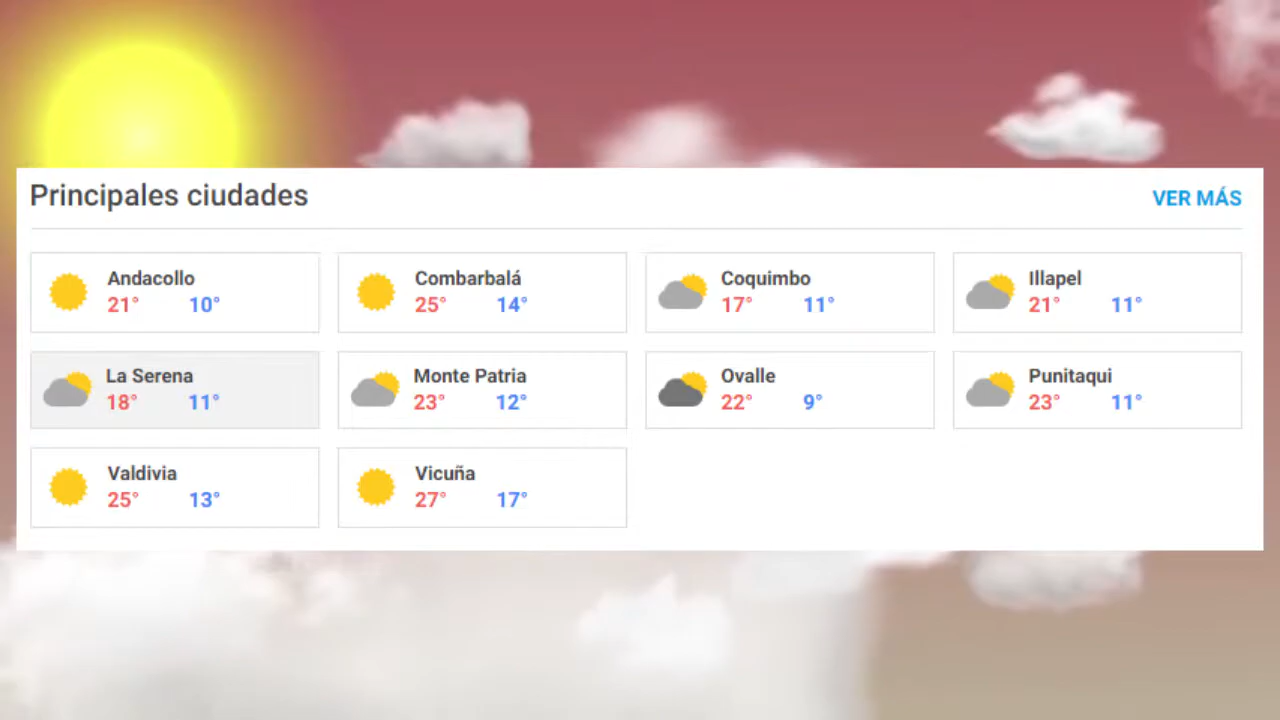 Principales ciudades
VER MÁS
Andacollo
21° 10°
Combarbalá
25° 14°
Coquimbo
17° 11°
Illapel
21° 11°
La Serena
18° 11°
Monte Patria
23° 12°
Ovalle
22° 9°
Punitaqui
23° 11°
Valdivia
25° 13°
Vicuña
27° 17°